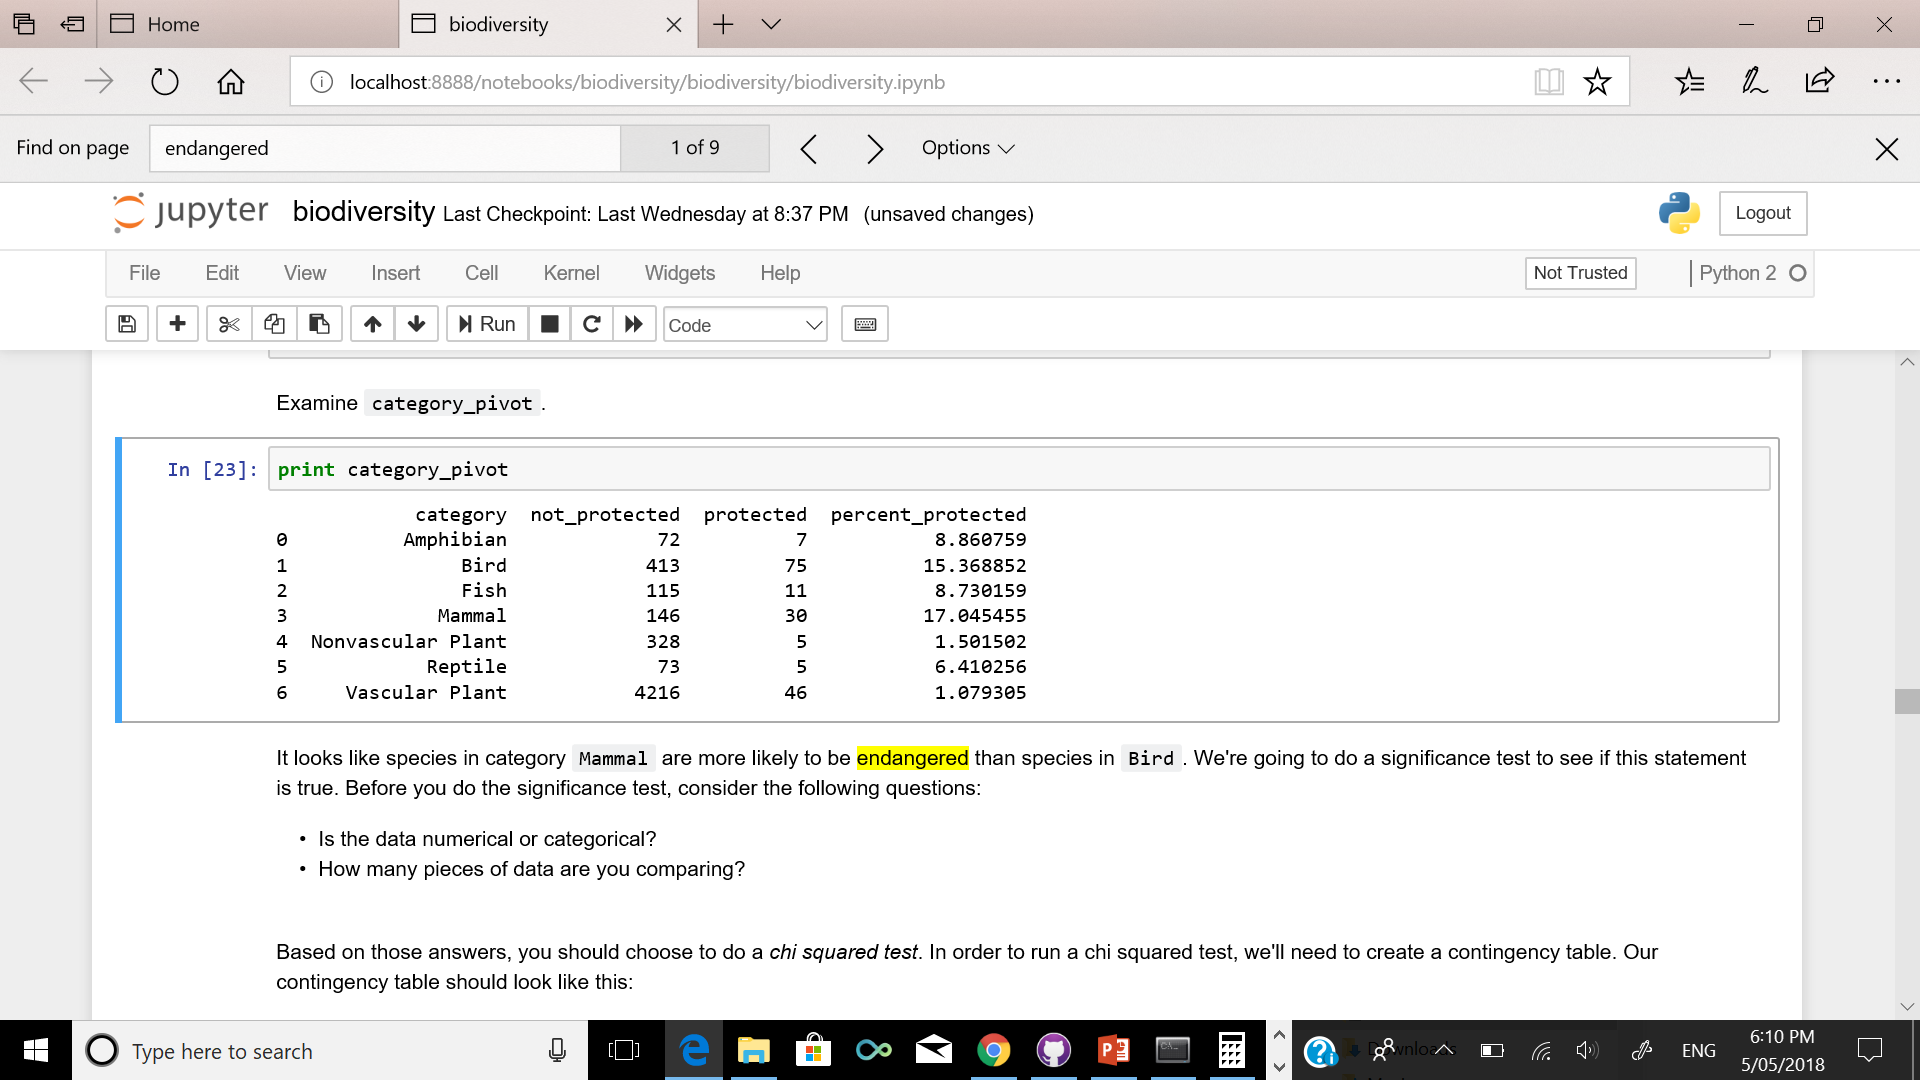 Home
biodiversity
localhost:8888/notebooks/biodiversity/biodiversity/biodiversity.ipynb
Find on page
endangered
1 of 9
Options
jupyter biodiversity Last Checkpoint: Last Wednesday at 8:37 PM (unsaved changes)
Logout
File Edit View Insert Cell Kernel Widgets Help
Not Trusted
Python 2
Run
Code
Examine category_pivot .
In [23]: print category_pivot
category not_protected protected percent_protected
0 Amphibian 72 7 8.860759
1 Bird 413 75 15.368852
2 Fish 115 11 8.730159
3 Mammal 146 30 17.045455
4 Nonvascular Plant 328 5 1.501502
5 Reptile 73 5 6.410256
6 Vascular Plant 4216 46 1.079305
It looks like species in category Mammal are more likely to be endangered than species in Bird . We're going to do a significance test to see if this statement
is true. Before you do the significance test, consider the following questions:
• Is the data numerical or categorical?
• How many pieces of data are you comparing?
Based on those answers, you should choose to do a chi squared test. In order to run a chi squared test, we'll need to create a contingency table. Our
contingency table should look like this:
Type here to search
ENG
6:10 PM
5/05/2018